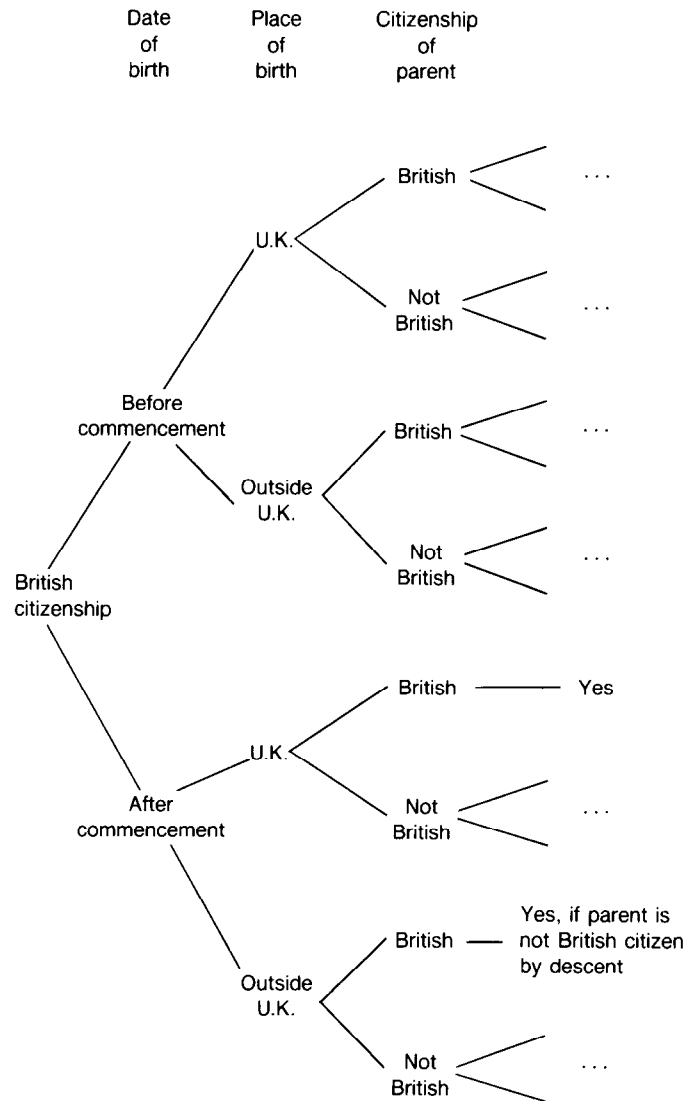 Date
of
birth
Place
of
birth
Citizenship
of
parent
British
...
U.K.
Not
British
...
Before
commencement
British
...
Outside
U.K.
Not
British
...
British
citizenship
British
Yes
U.K.
After
commencement
Not
British
...
British
Yes, if parent is
not British citizen
by descent
Outside
U.K.
Not
British
...